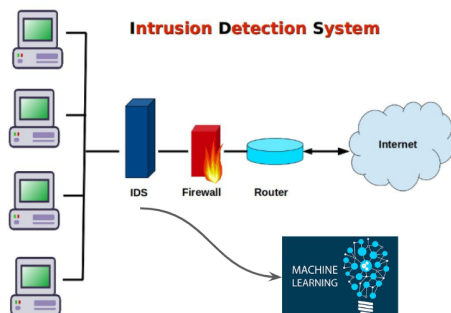 Intrusion Detection System
Internet
IDS
Firewall
Router
MACHINE
LEARNING